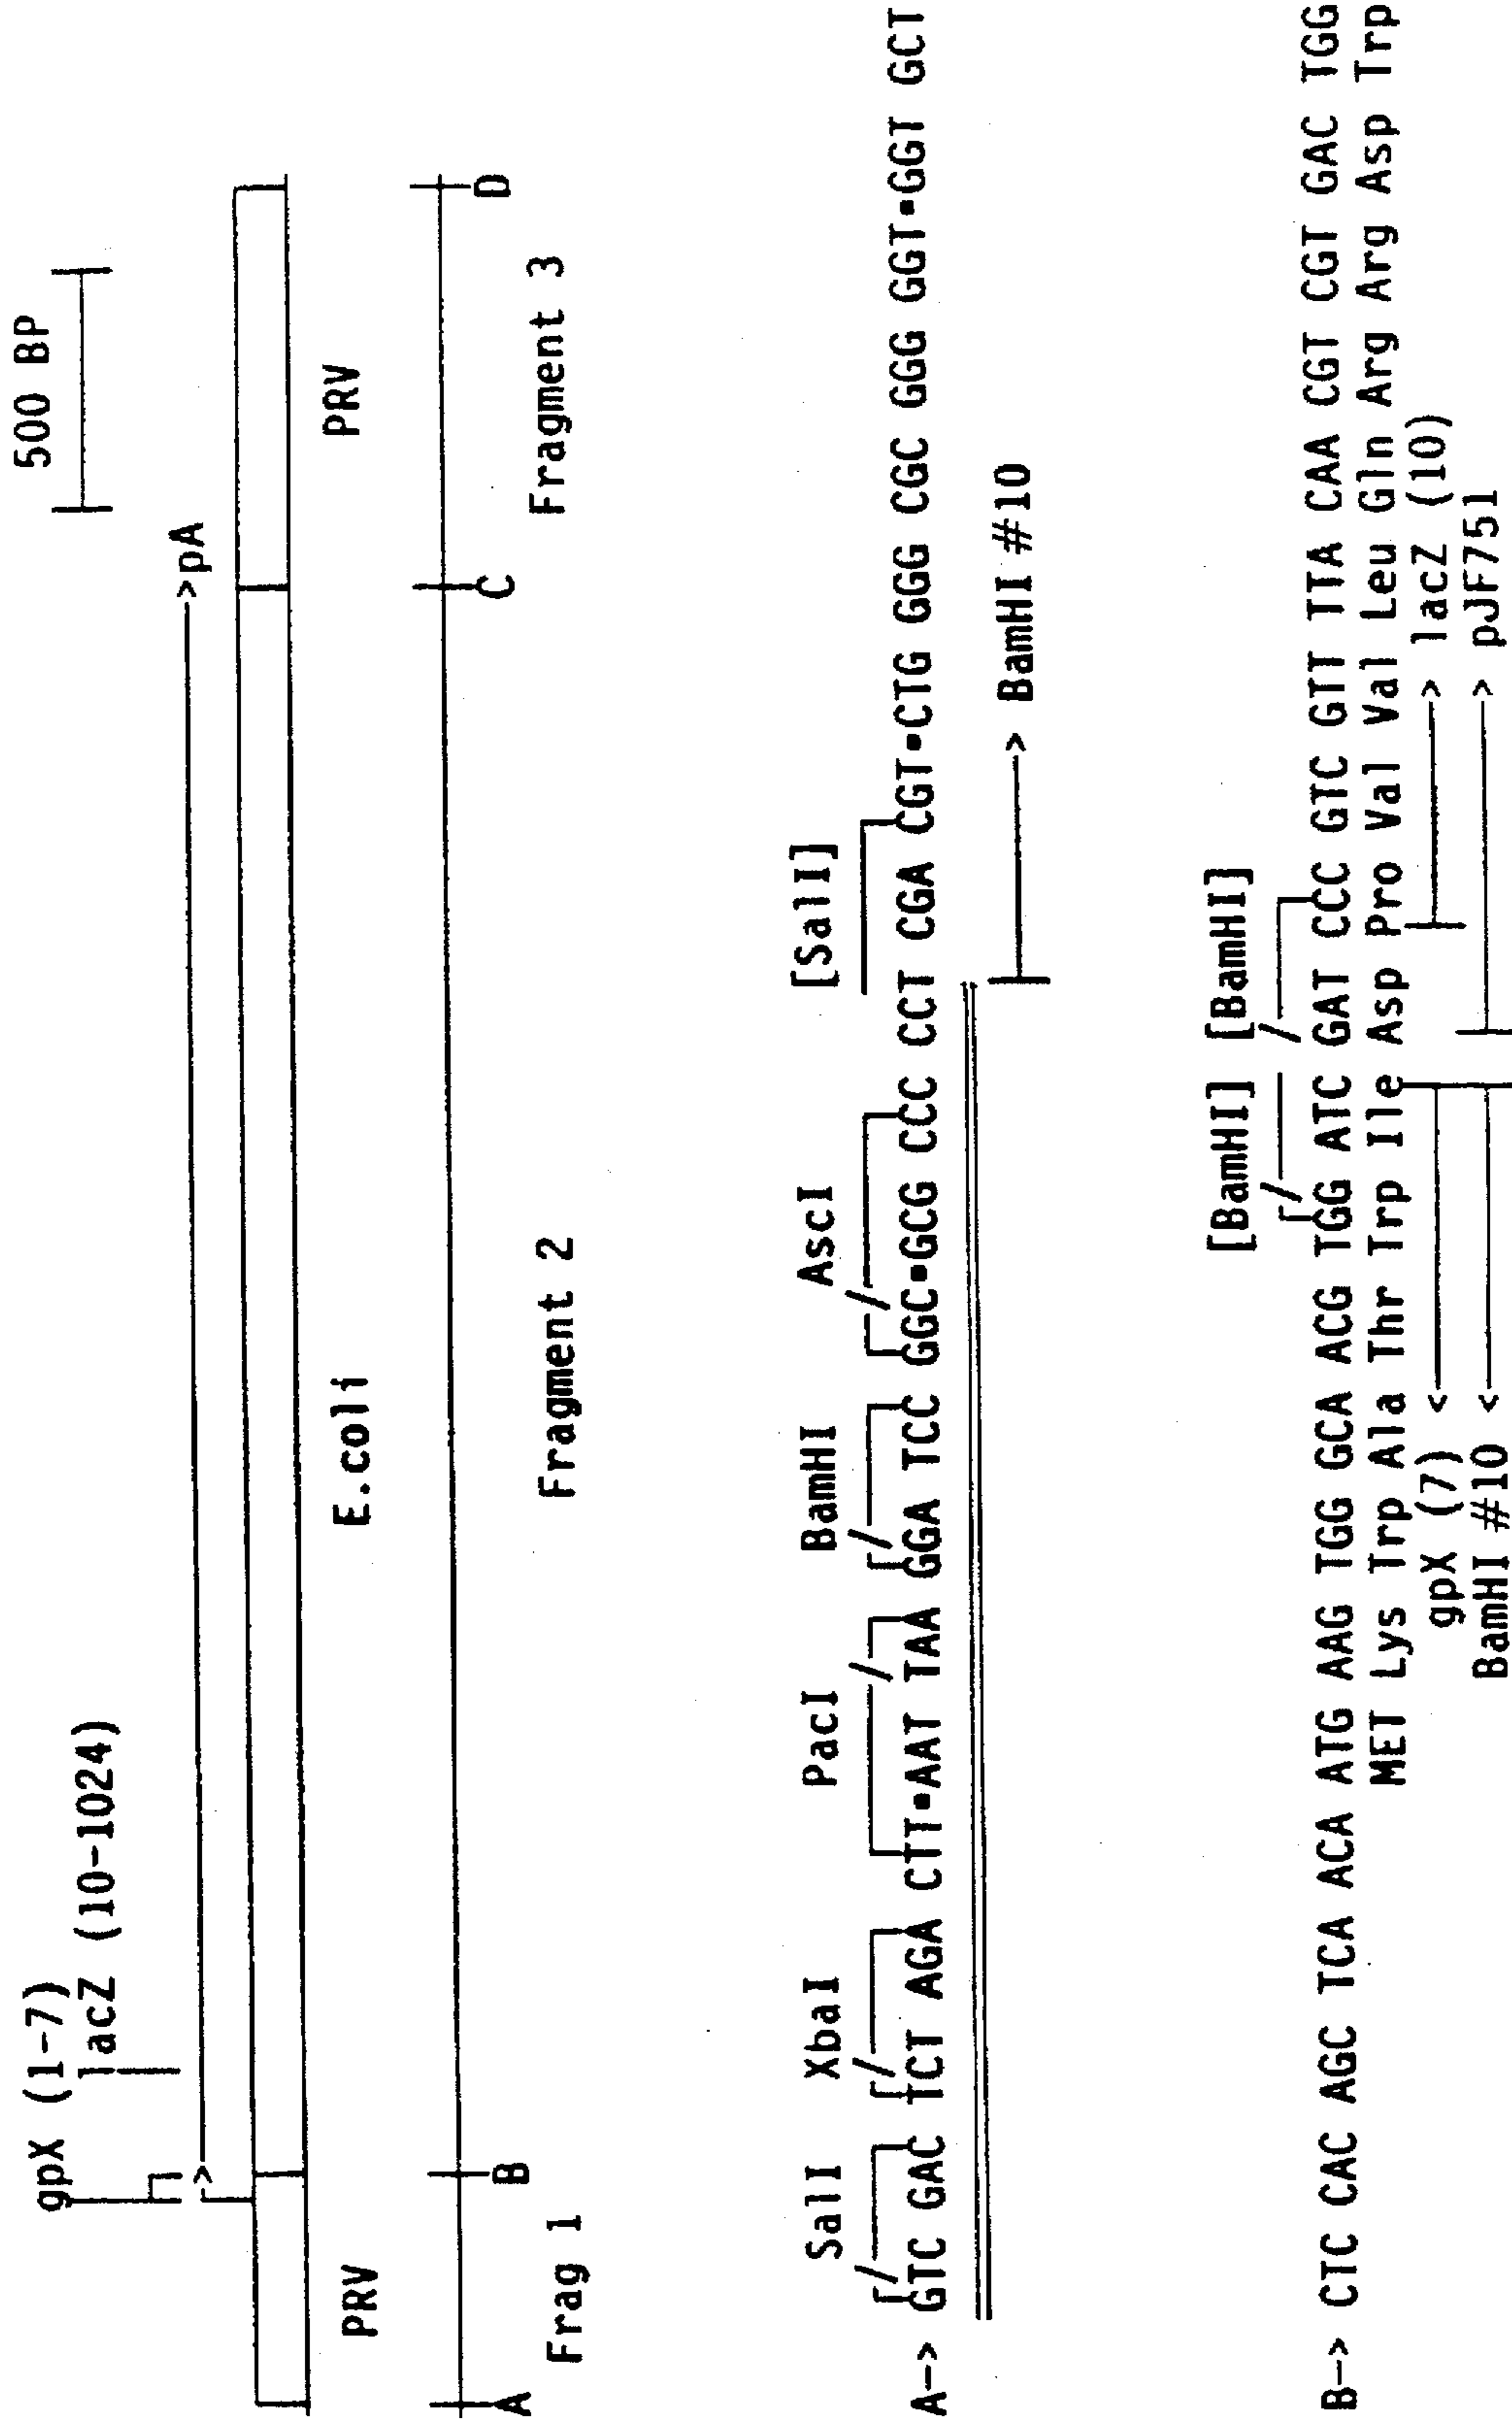 gpX (1-7)
lacZ (10-1024)
500 BP
>
>pA
PRV
E.coli
PRV
A
B
C
D
Frag 1
Fragment 2
Fragment 3
SalI XbaI PacI BamHI AscI [SalI]
A-> GTC GAC TCT AGA CTT•AAT TAA GGA TCC GGC•GCG CCC CCT CGA CGT•CTG GGG CGC GGG GGT•GGT GCT
> BamHI #10
[BamHI] [BamHI]
B-> CTC CAC AGC TCA ACA ATG AAG TGG GCA ACG TGG ATC GAT CCC GTC GTT TTA CAA CGT CGT GAC TGG
MET Lys Trp Ala Thr Trp Ile Asp Pro Val Val Leu Gln Arg Arg Asp Trp
gpX (7) < > lacZ (10)
BamHI #10 < > pJF751